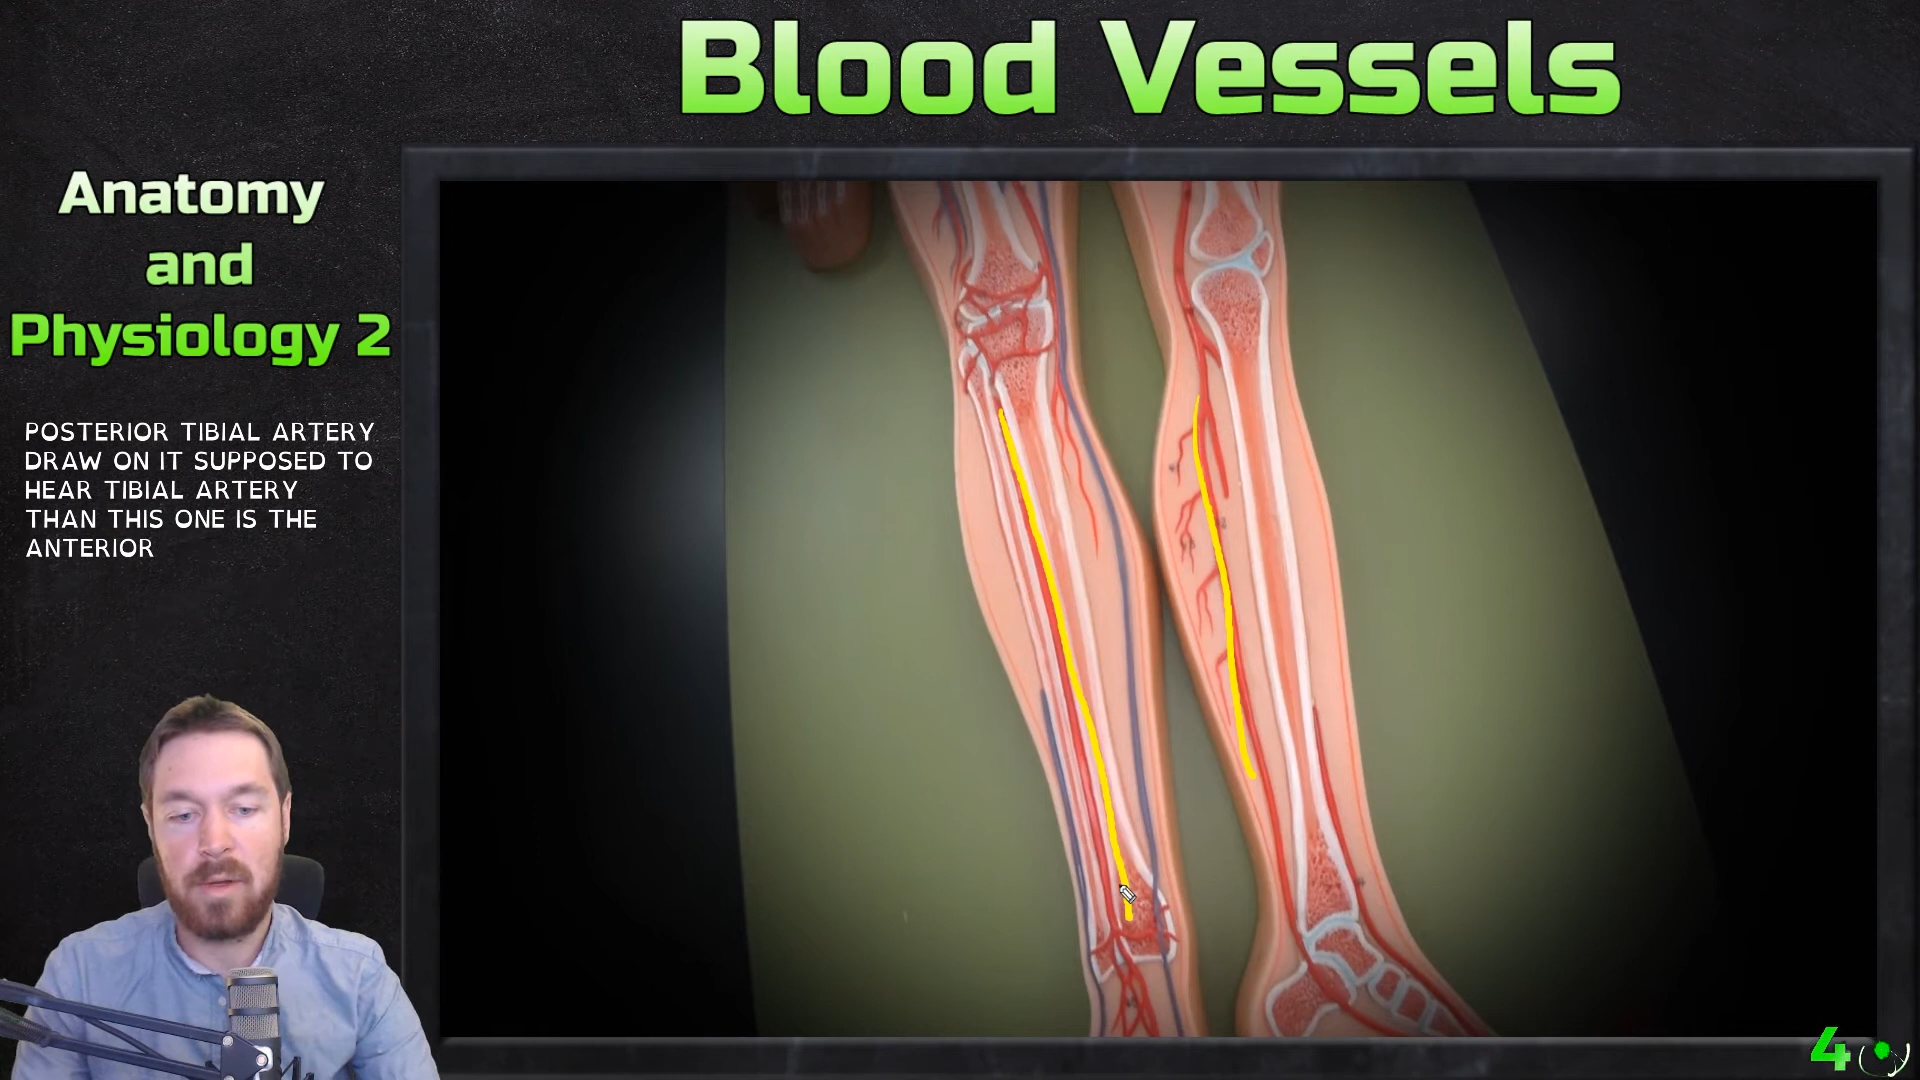 Blood Vessels
Anatomy
and
Physiology 2
POSTERIOR TIBIAL ARTERY
DRAW ON IT SUPPOSED TO
HEAR TIBIAL ARTERY
THAN THIS ONE IS THE
ANTERIOR
4